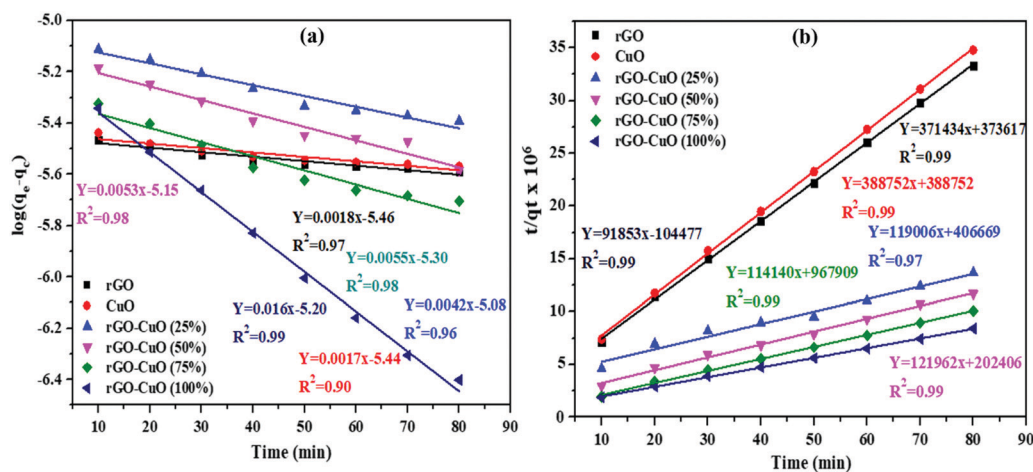 (a)
-5.0
-5.2
-5.4
-5.6
-5.8
-6.0
-6.2
-6.4
log(qe-qc)
Y=0.0053x-5.15
R²=0.98
Y=0.0018x-5.46
R²=0.97
Y=0.0055x-5.30
R²=0.98
Y=0.016x-5.20
R²=0.99
Y=0.0042x-5.08
R²=0.96
Y=0.0017x-5.44
R²=0.90
rGO
CuO
rGO-CuO (25%)
rGO-CuO (50%)
rGO-CuO (75%)
rGO-CuO (100%)
10 20 30 40 50 60 70 80 90
Time (min)
(b)
rGO
CuO
rGO-CuO (25%)
rGO-CuO (50%)
rGO-CuO (75%)
rGO-CuO (100%)
35
30
25
20
15
10
5
0
t/qt x 10⁶
Y=371434x+373617
R²=0.99
Y=388752x+388752
R²=0.99
Y=91853x-104477
R²=0.99
Y=119006x+406669
R²=0.97
Y=114140x+967909
R²=0.99
Y=121962x+202406
R²=0.99
10 20 30 40 50 60 70 80 90
Time (min)